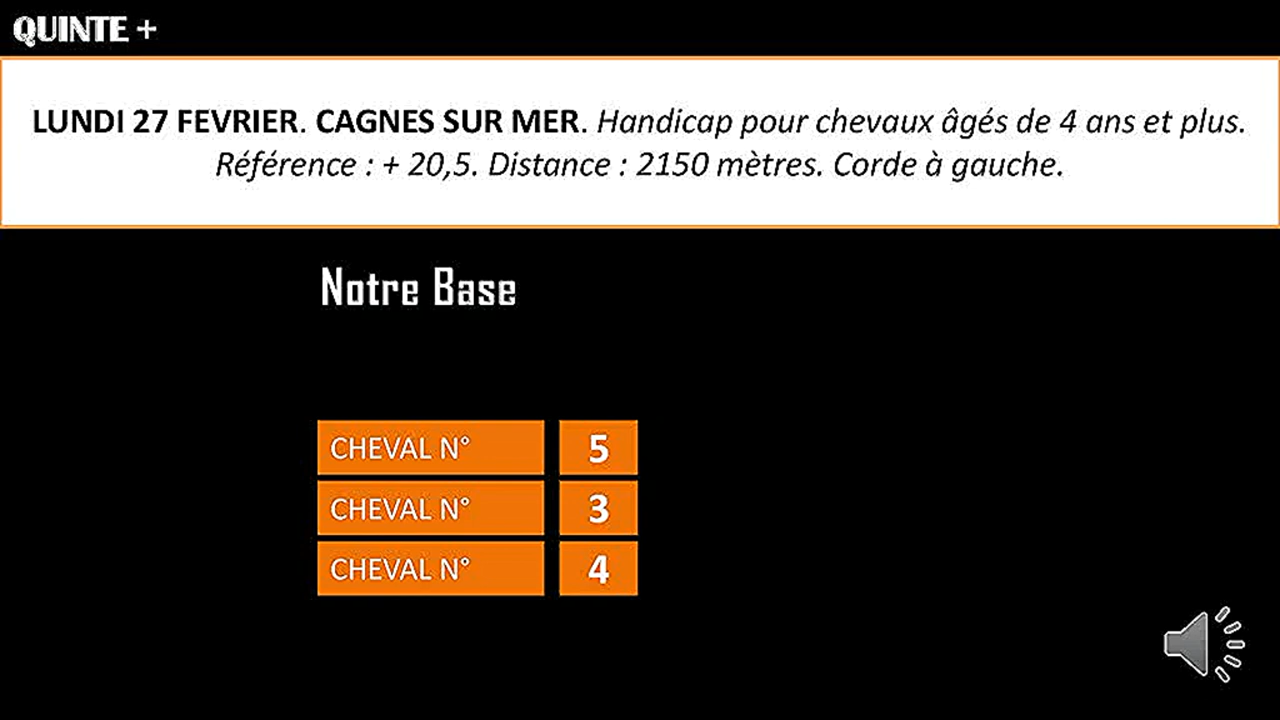 QUINTE +
LUNDI 27 FEVRIER. CAGNES SUR MER. Handicap pour chevaux âgés de 4 ans et plus.
Référence : + 20,5. Distance : 2150 mètres. Corde à gauche.
Notre Base
CHEVAL N° 5
CHEVAL N° 3
CHEVAL N° 4